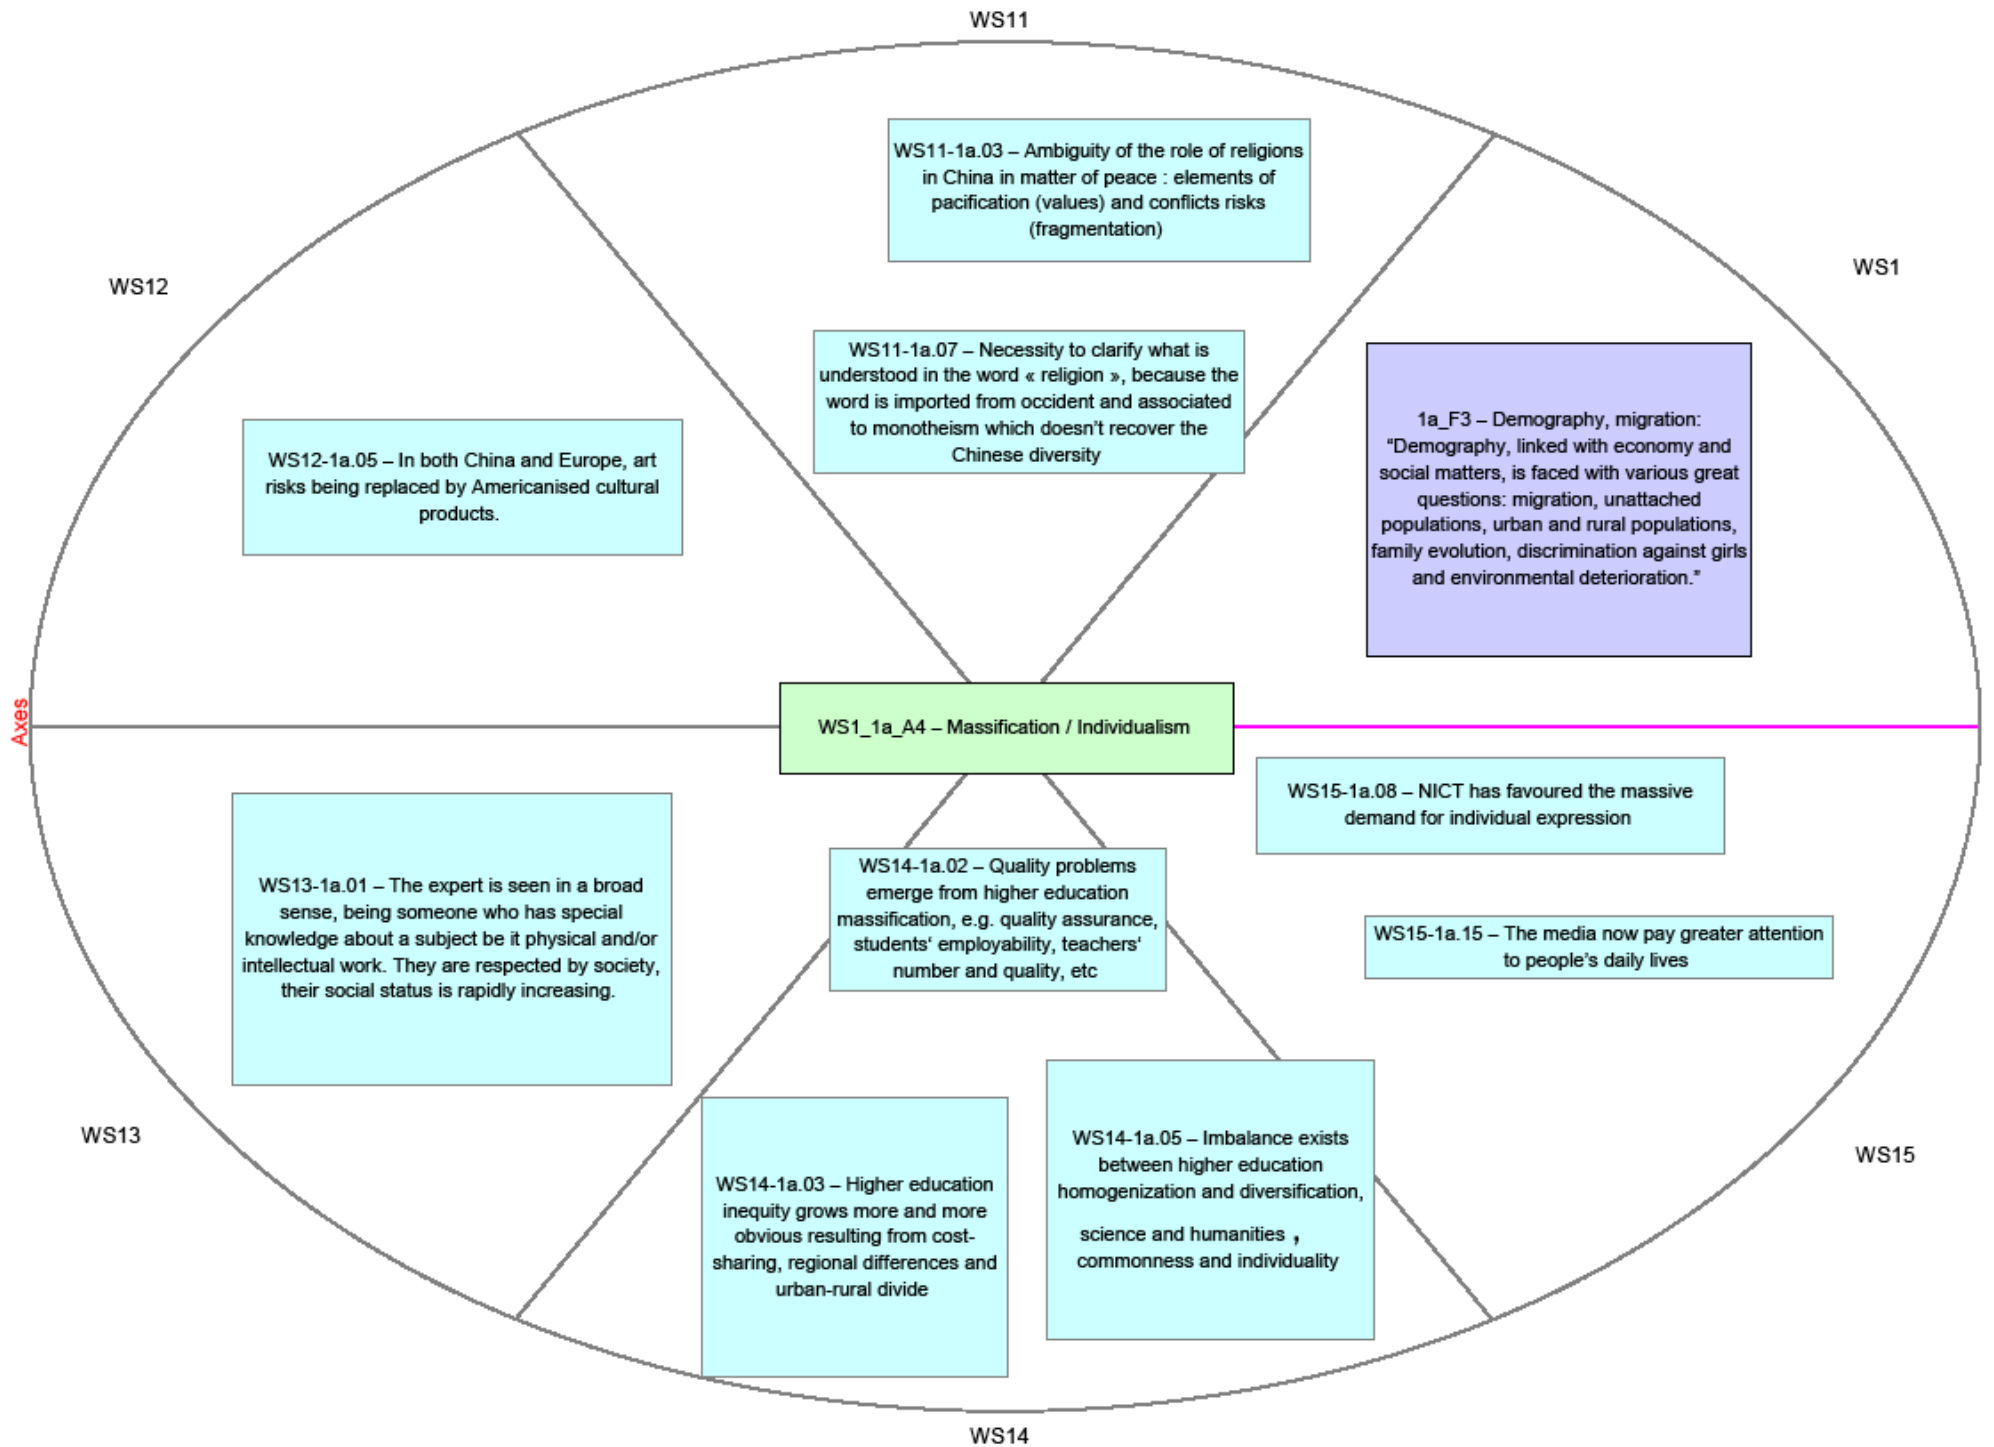 WS11
WS11-1a.03 – Ambiguity of the role of religions
in China in matter of peace : elements of
pacification (values) and conflicts risks
(fragmentation)
WS12
WS1
WS11-1a.07 – Necessity to clarify what is
understood in the word « religion », because the
word is imported from occident and associated
to monotheism which doesn't recover the
Chinese diversity
1a_F3 – Demography, migration:
“Demography, linked with economy and
social matters, is faced with various great
questions: migration, unattached
populations, urban and rural populations,
family evolution, discrimination against girls
and environmental deterioration.”
WS12-1a.05 – In both China and Europe, art
risks being replaced by Americanised cultural
products.
Axes
WS1_1a_A4 – Massification / Individualism
WS15-1a.08 – NICT has favoured the massive
demand for individual expression
WS13-1a.01 – The expert is seen in a broad
sense, being someone who has special
knowledge about a subject be it physical and/or
intellectual work. They are respected by society,
their social status is rapidly increasing.
WS14-1a.02 – Quality problems
emerge from higher education
massification, e.g. quality assurance,
students‘ employability, teachers‘
number and quality, etc
WS15-1a.15 – The media now pay greater attention
to people's daily lives
WS13
WS15
WS14-1a.03 – Higher education
inequity grows more and more
obvious resulting from cost-
sharing, regional differences and
urban-rural divide
WS14-1a.05 – Imbalance exists
between higher education
homogenization and diversification,
science and humanities ，
commonness and individuality
WS14